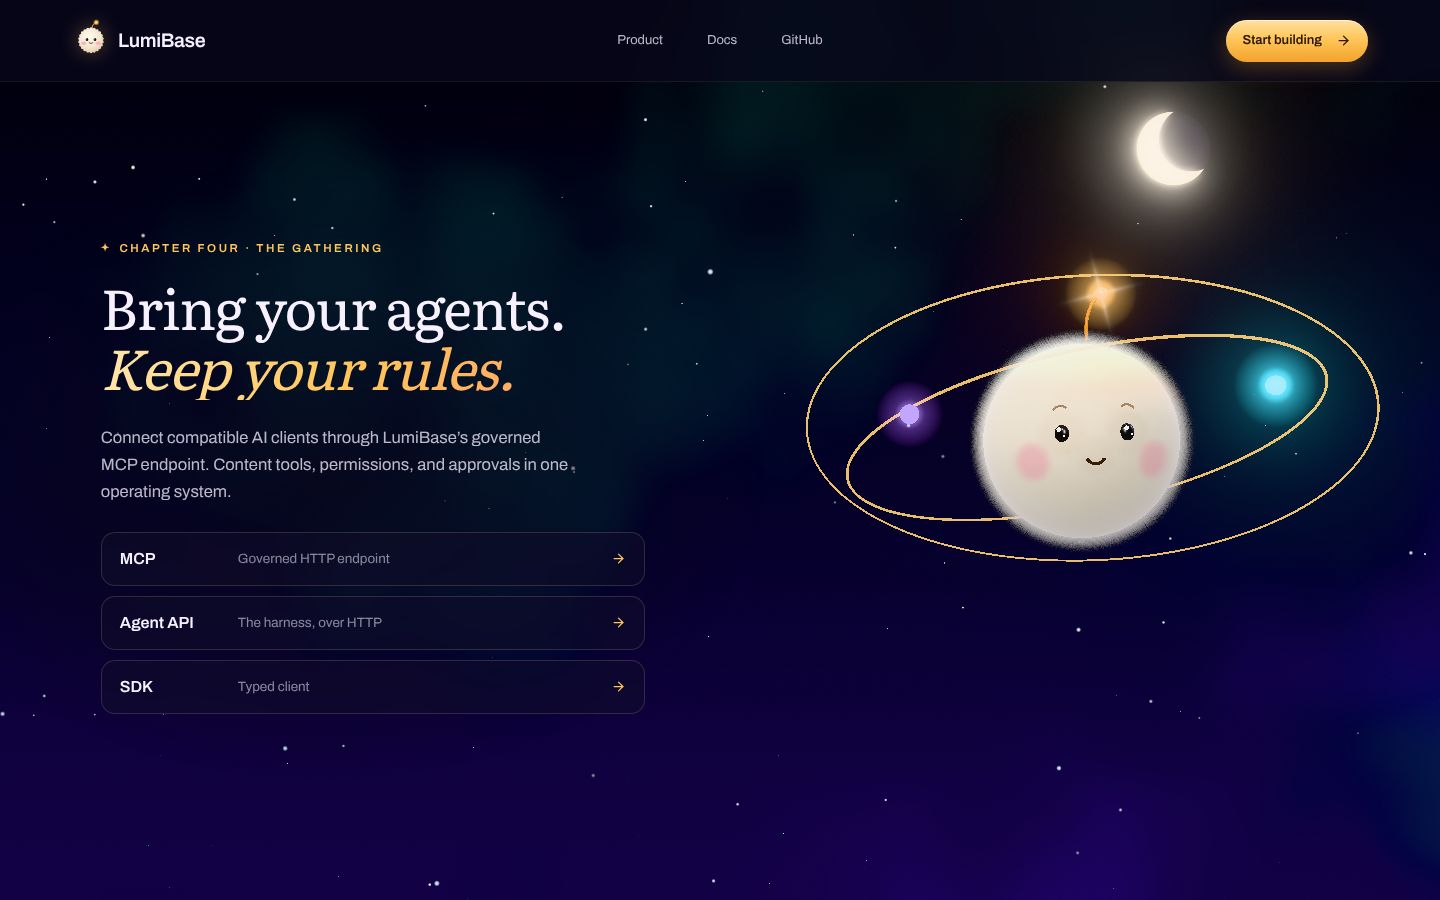 LumiBase
Product
Docs
GitHub
Start building →
✦ CHAPTER FOUR · THE GATHERING
Bring your agents.
Keep your rules.
Connect compatible AI clients through LumiBase’s governed
MCP endpoint. Content tools, permissions, and approvals in one
operating system.
MCP Governed HTTP endpoint →
Agent API The harness, over HTTP →
SDK Typed client →